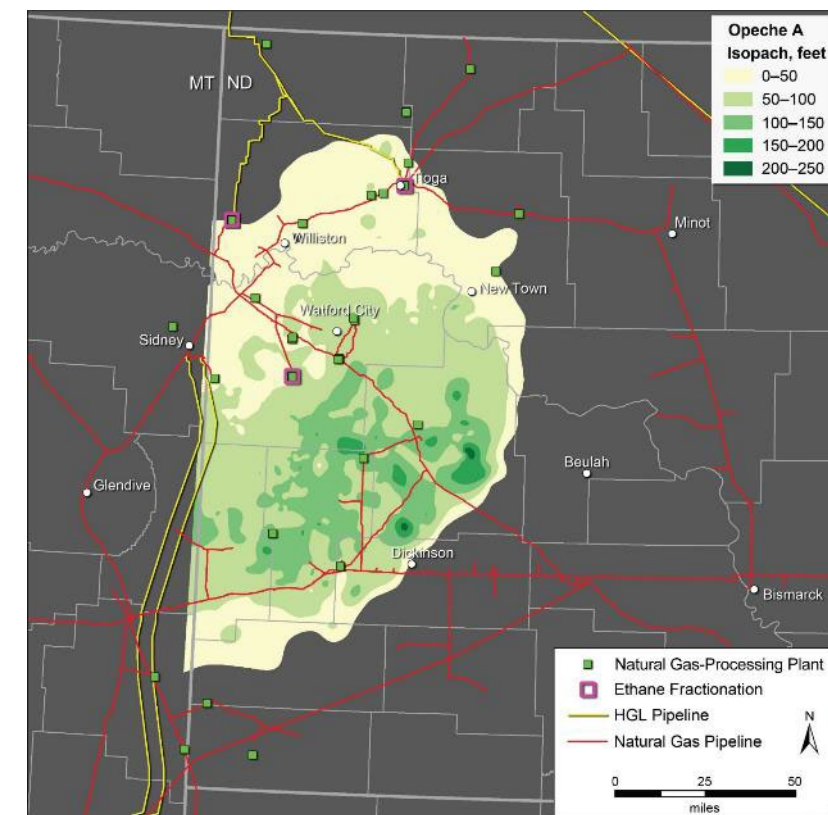 Opeche A
Isopach, feet
0–50
50–100
100–150
150–200
200–250
MT
ND
Tioga
Minot
Williston
New Town
Watford City
Sidney
Beulah
Glendive
Dickinson
Bismarck
Natural Gas-Processing Plant
Ethane Fractionation
HGL Pipeline
Natural Gas Pipeline
N
0 25 50
miles